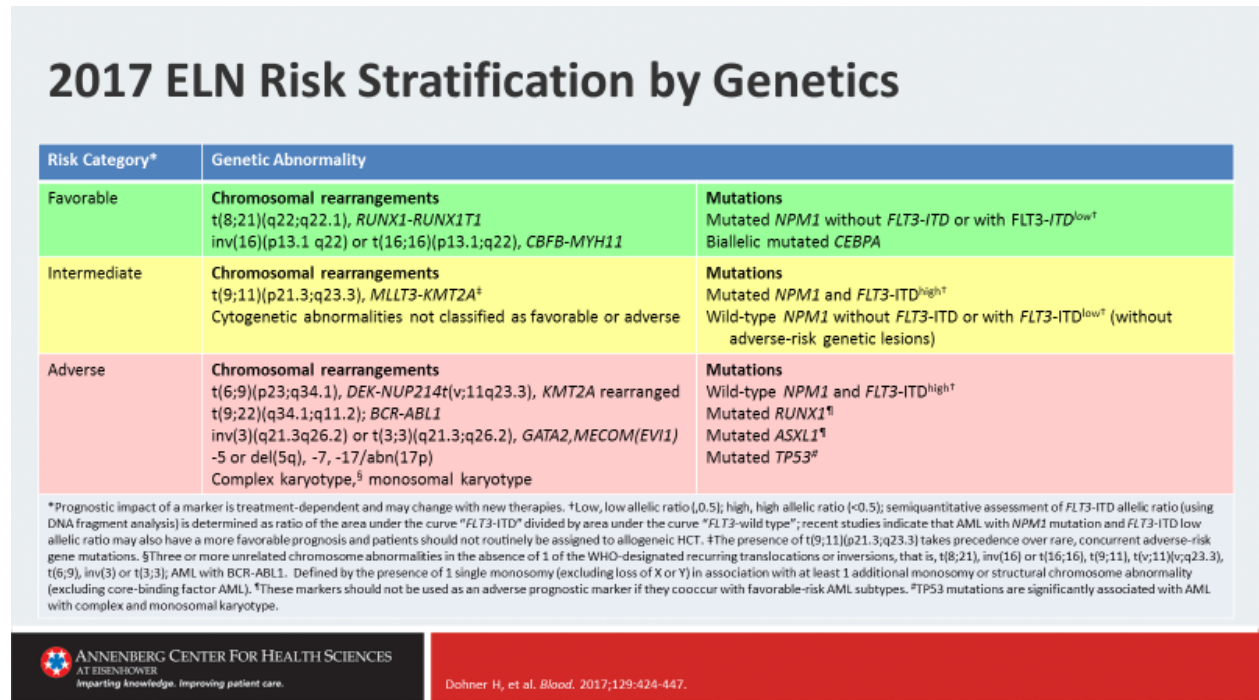 2017 ELN Risk Stratification by Genetics
Risk Category*
Genetic Abnormality
Favorable
Chromosomal rearrangements
t(8;21)(q22;q22.1), RUNX1-RUNX1T1
inv(16)(p13.1 q22) or t(16;16)(p13.1;q22), CBFB-MYH11
Mutations
Mutated NPM1 without FLT3-ITD or with FLT3-ITDlow†
Biallelic mutated CEBPA
Intermediate
Chromosomal rearrangements
t(9;11)(p21.3;q23.3), MLLT3-KMT2A‡
Cytogenetic abnormalities not classified as favorable or adverse
Mutations
Mutated NPM1 and FLT3-ITDhigh†
Wild-type NPM1 without FLT3-ITD or with FLT3-ITDlow† (without
adverse-risk genetic lesions)
Adverse
Chromosomal rearrangements
t(6;9)(p23;q34.1), DEK-NUP214t(v;11q23.3), KMT2A rearranged
t(9;22)(q34.1;q11.2); BCR-ABL1
inv(3)(q21.3q26.2) or t(3;3)(q21.3;q26.2), GATA2,MECOM(EVI1)
-5 or del(5q), -7, -17/abn(17p)
Complex karyotype,§ monosomal karyotype
Mutations
Wild-type NPM1 and FLT3-ITDhigh†
Mutated RUNX1¶
Mutated ASXL1¶
Mutated TP53#
*Prognostic impact of a marker is treatment-dependent and may change with new therapies. †Low, low allelic ratio (,0.5); high, high allelic ratio (<0.5); semiquantitative assessment of FLT3-ITD allelic ratio (using
DNA fragment analysis) is determined as ratio of the area under the curve “FLT3-ITD” divided by area under the curve “FLT3-wild type”; recent studies indicate that AML with NPM1 mutation and FLT3-ITD low
allelic ratio may also have a more favorable prognosis and patients should not routinely be assigned to allogeneic HCT. ‡The presence of t(9;11)(p21.3;q23.3) takes precedence over rare, concurrent adverse-risk
gene mutations. §Three or more unrelated chromosome abnormalities in the absence of 1 of the WHO-designated recurring translocations or inversions, that is, t(8;21), inv(16) or t(16;16), t(9;11), t(v;11)(v;q23.3),
t(6;9), inv(3) or t(3;3); AML with BCR-ABL1. Defined by the presence of 1 single monosomy (excluding loss of X or Y) in association with at least 1 additional monosomy or structural chromosome abnormality
(excluding core-binding factor AML). ¶These markers should not be used as an adverse prognostic marker if they cooccur with favorable-risk AML subtypes. #TP53 mutations are significantly associated with AML
with complex and monosomal karyotype.
ANNENBERG CENTER FOR HEALTH SCIENCES
AT EISENHOWER
Imparting knowledge. Improving patient care.
Dohner H, et al. Blood. 2017;129:424-447.